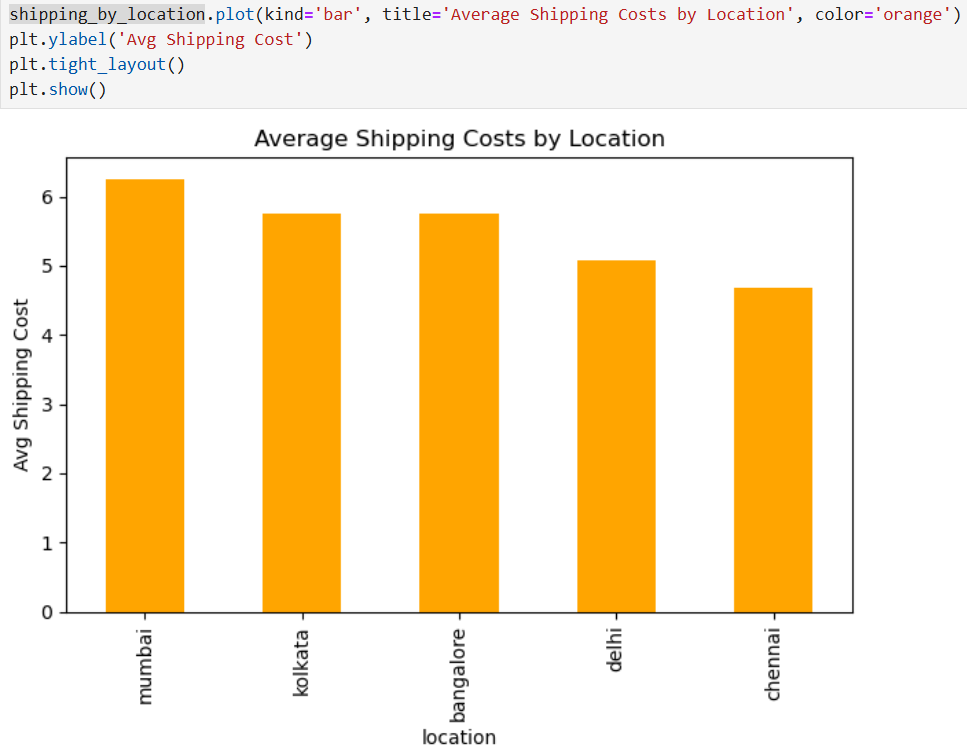 shipping_by_location.plot(kind='bar', title='Average Shipping Costs by Location', color='orange')
plt.ylabel('Avg Shipping Cost')
plt.tight_layout()
plt.show()
Average Shipping Costs by Location
Avg Shipping Cost
6
5
4
3
2
1
0
mumbai
kolkata
bangalore
delhi
chennai
location